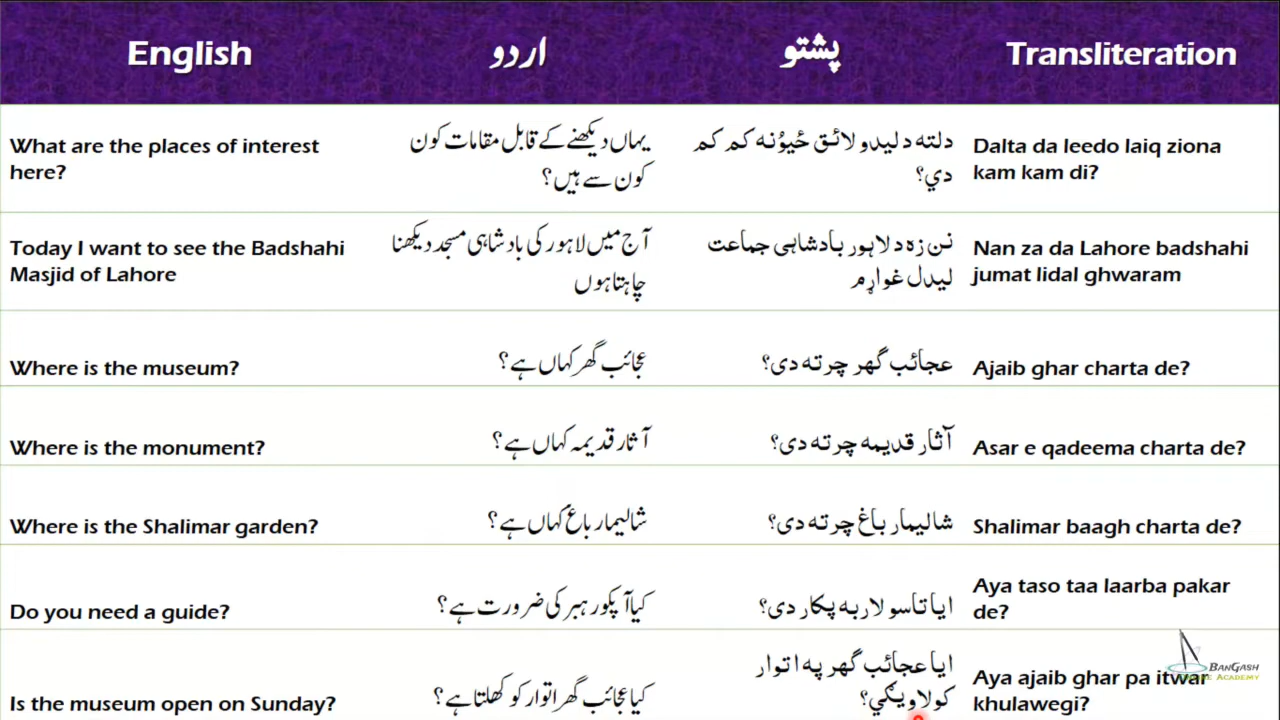 English اردو پشتو Transliteration
What are the places of interest
here?
یہاں دیکھنے کے قابل مقامات کون
کون سے ہیں؟
دلته د لیدو لائق ځیوُنه کم کم
دي؟
Dalta da leedo laiq ziona
kam kam di?
Today I want to see the Badshahi
Masjid of Lahore
آج میں لاہور کی بادشاہی مسجد دیکھنا
چاہتا ہوں
نن زه د لاہور بادشاہی جماعت
لیدل غواړم
Nan za da Lahore badshahi
jumat lidal ghwaram
Where is the museum?
عجائب گھر کہاں ہے؟
عجائب گھر چرته دی؟
Ajaib ghar charta de?
Where is the monument?
آثار قدیمہ کہاں ہے؟
آثار قدیمه چرته دی؟
Asar e qadeema charta de?
Where is the Shalimar garden?
شالیمار باغ کہاں ہے؟
شالیمار باغ چرته دی؟
Shalimar baagh charta de?
Do you need a guide?
کیا آپکو رہبر کی ضرورت ہے؟
ایا تاسو لاربه پکار دی؟
Aya taso taa laarba pakar
de?
Is the museum open on Sunday?
کیا عجائب گھر اتوار کو کھلتا ہے؟
ایا عجائب گھر په اتوار
کولاویګي؟
Aya ajaib ghar pa itwar
khulawegi?
BANGASH
ACADEMY